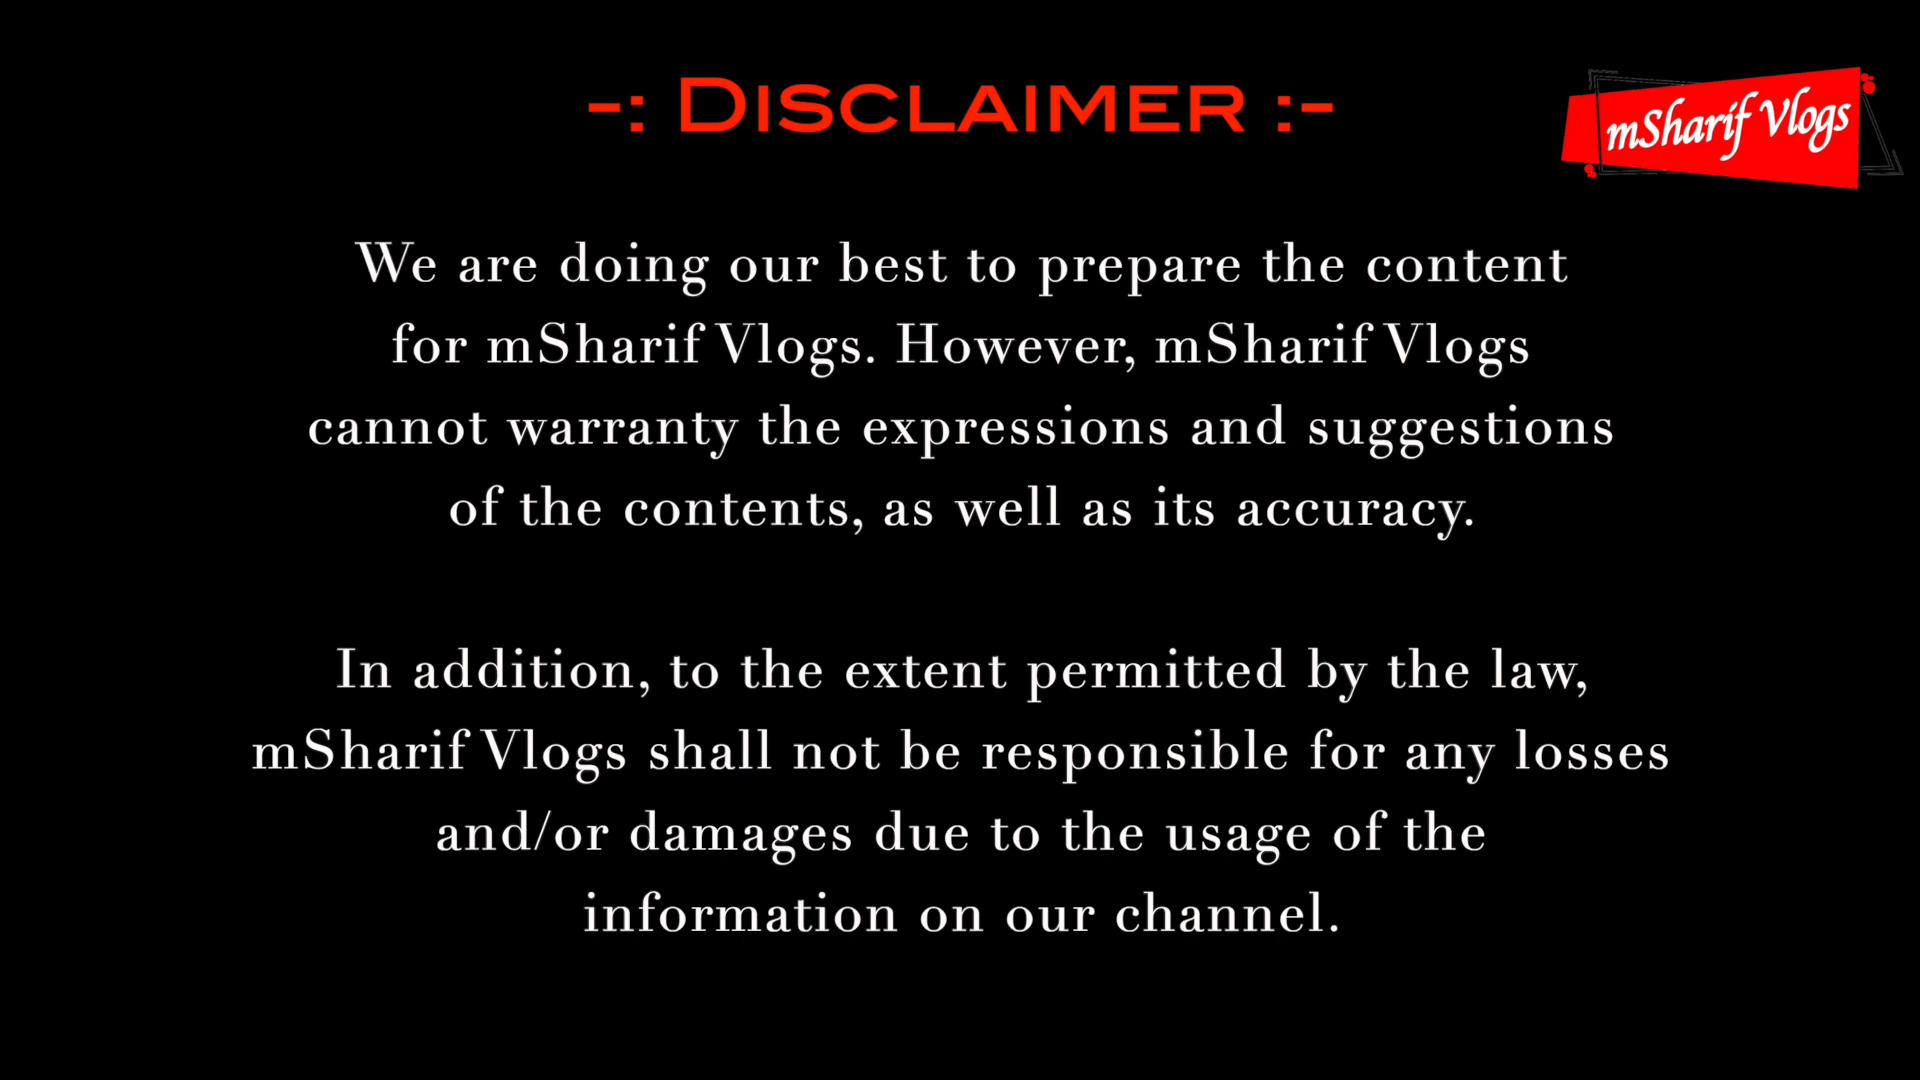 -: DISCLAIMER :-
mSharif Vlogs
We are doing our best to prepare the content
for mSharif Vlogs. However, mSharif Vlogs
cannot warranty the expressions and suggestions
of the contents, as well as its accuracy.
In addition, to the extent permitted by the law,
mSharif Vlogs shall not be responsible for any losses
and/or damages due to the usage of the
information on our channel.